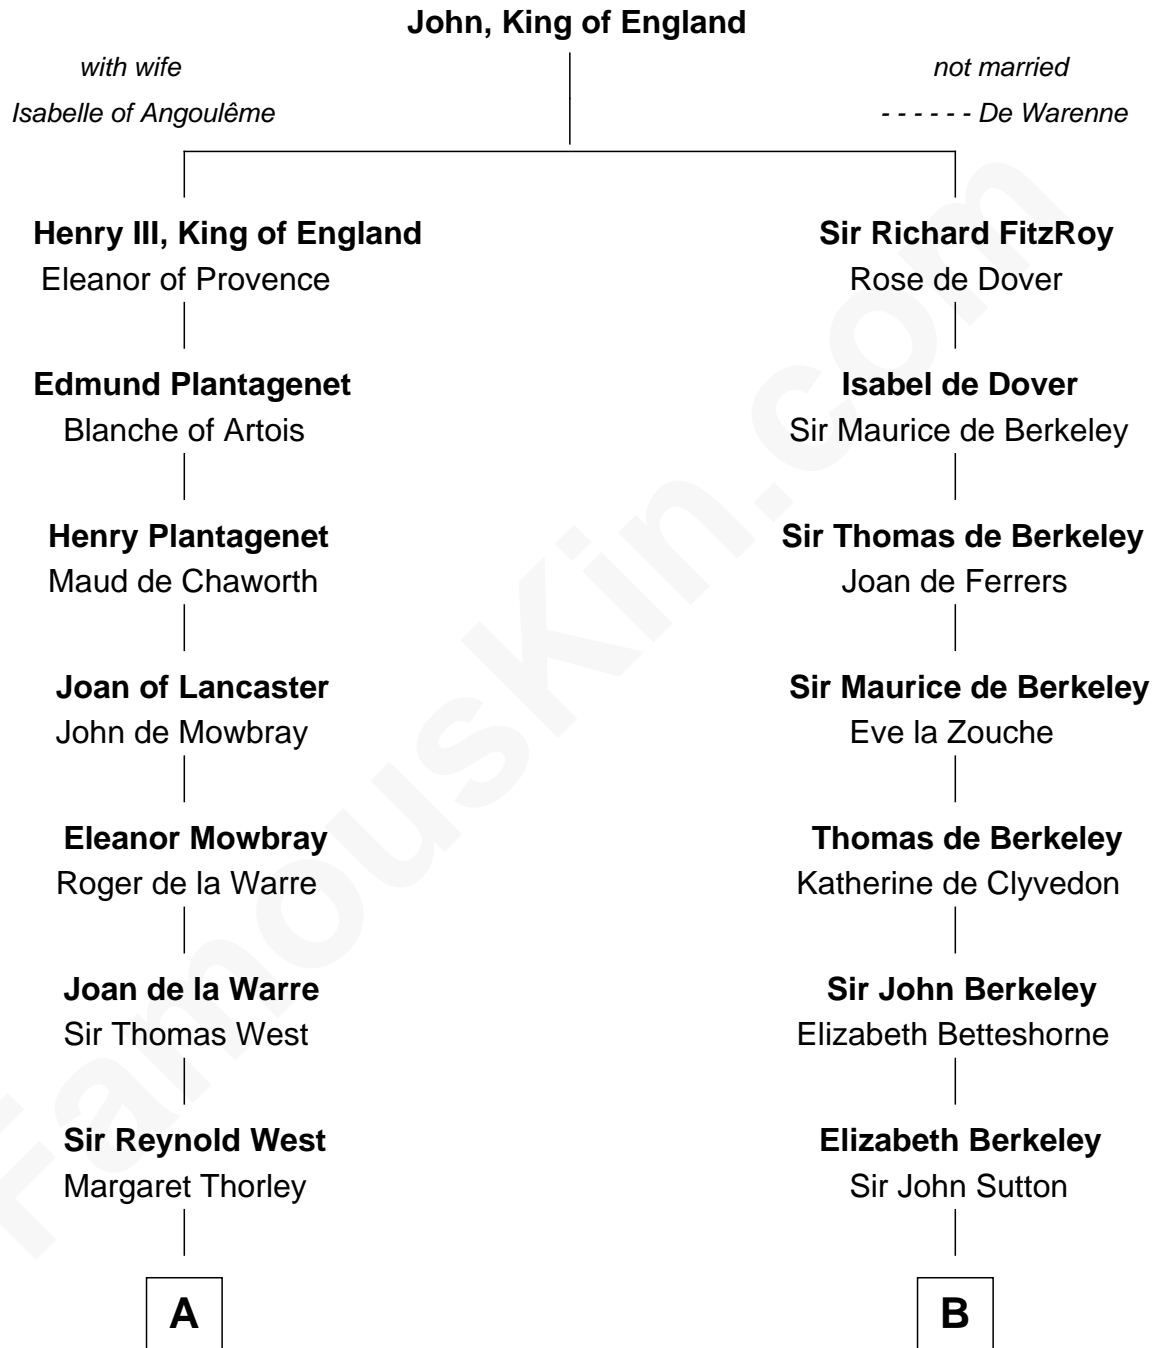 John, King of England
with wife
Isabelle of Angoulême
not married
- - - - - - De Warenne
Henry III, King of England
Eleanor of Provence
Sir Richard FitzRoy
Rose de Dover
Edmund Plantagenet
Blanche of Artois
Isabel de Dover
Sir Maurice de Berkeley
Henry Plantagenet
Maud de Chaworth
Sir Thomas de Berkeley
Joan de Ferrers
Joan of Lancaster
John de Mowbray
Sir Maurice de Berkeley
Eve la Zouche
Eleanor Mowbray
Roger de la Warre
Thomas de Berkeley
Katherine de Clyvedon
Joan de la Warre
Sir Thomas West
Sir John Berkeley
Elizabeth Betteshorne
Sir Reynold West
Margaret Thorley
Elizabeth Berkeley
Sir John Sutton
A
B
FamousKin.com